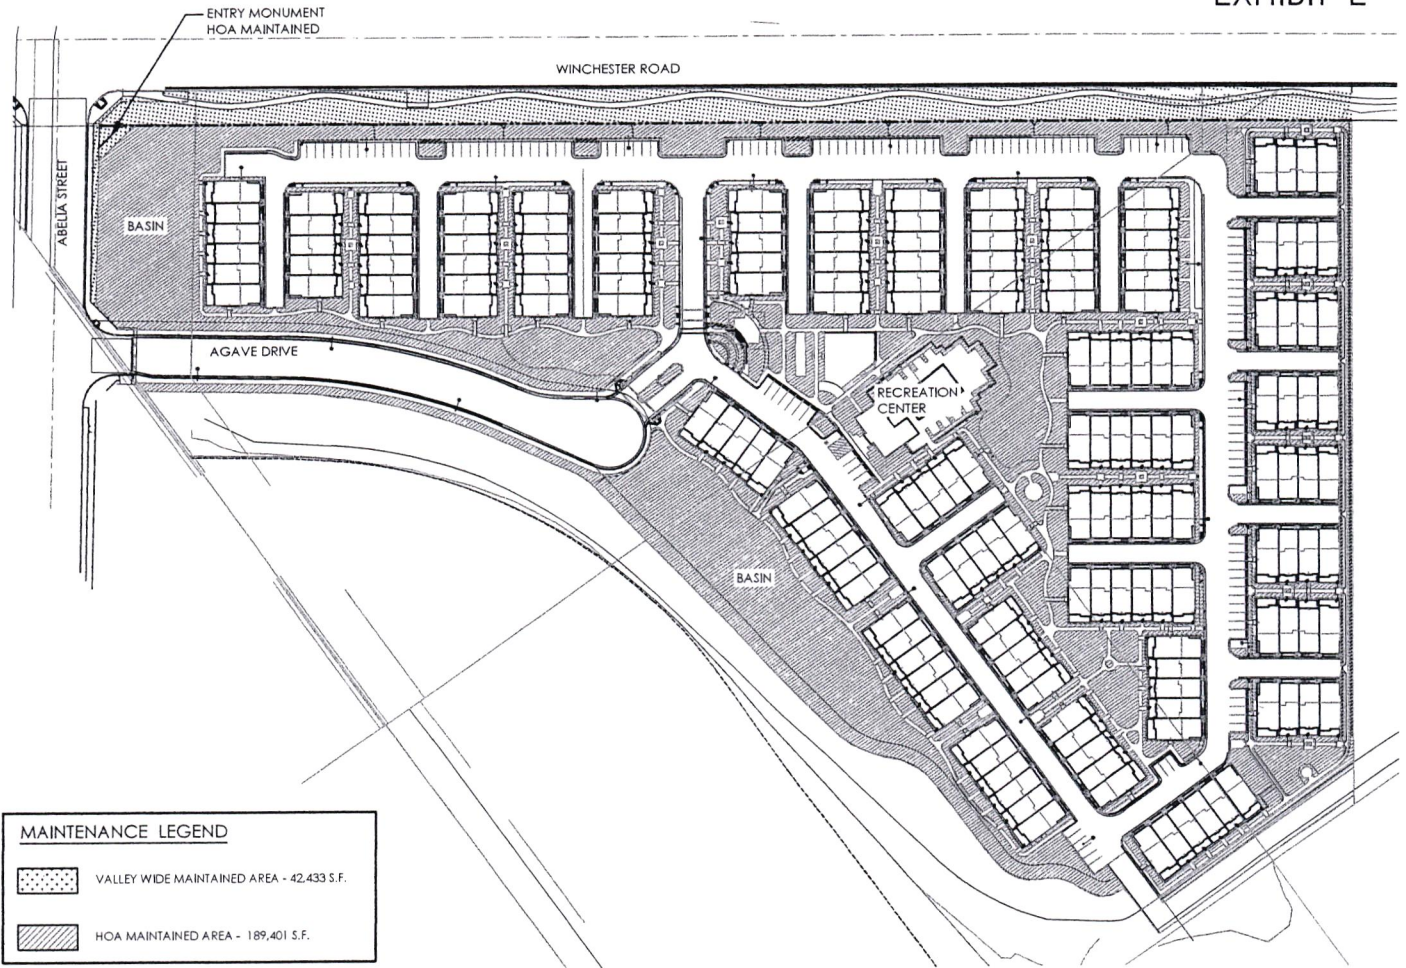 EXHIBIT E
ENTRY MONUMENT
HOA MAINTAINED
WINCHESTER ROAD
ABELIA STREET
BASIN
AGAVE DRIVE
RECREATION
CENTER
BASIN
MAINTENANCE LEGEND
VALLEY WIDE MAINTAINED AREA - 42,433 S.F.
HOA MAINTAINED AREA - 189,401 S.F.